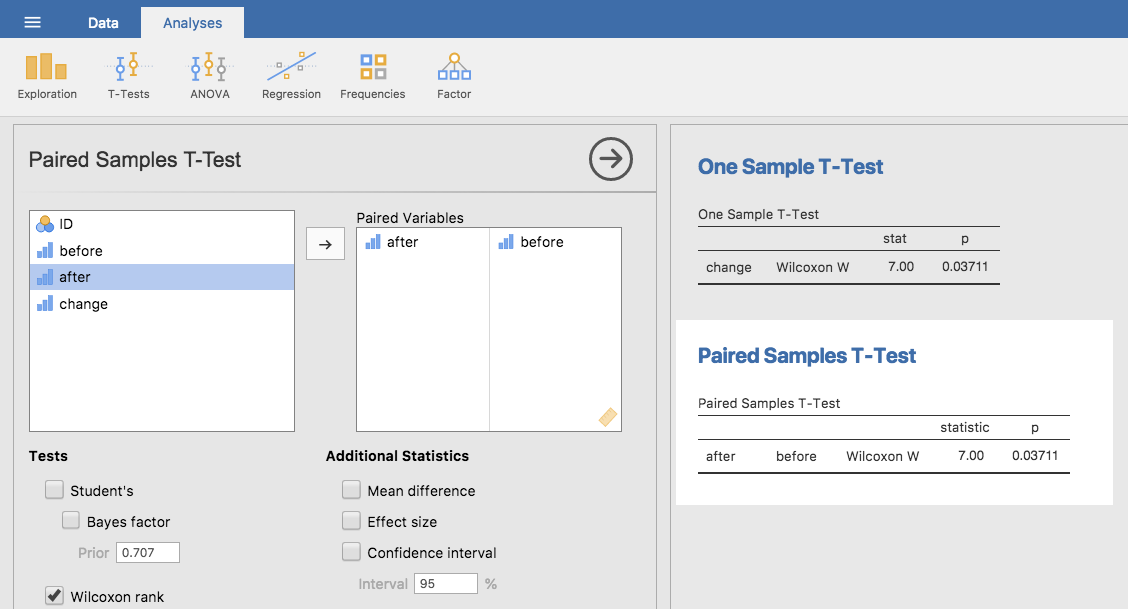 Data Analyses
Exploration T-Tests ANOVA Regression Frequencies Factor
Paired Samples T-Test
ID
before
after
change
Paired Variables
after before
Tests
Student's
Bayes factor
Prior 0.707
Wilcoxon rank
Additional Statistics
Mean difference
Effect size
Confidence interval
Interval 95 %
One Sample T-Test
One Sample T-Test
stat p
change Wilcoxon W 7.00 0.03711
Paired Samples T-Test
Paired Samples T-Test
statistic p
after before Wilcoxon W 7.00 0.03711